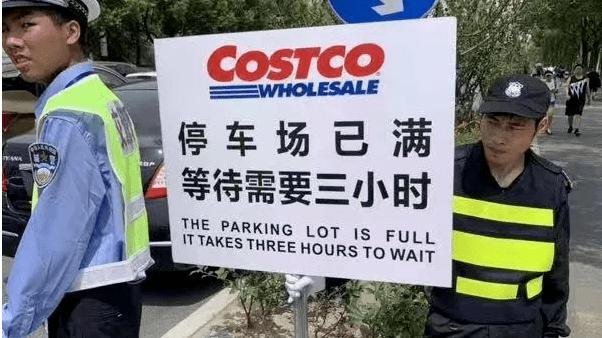 COSTCO
WHOLESALE
停车场已满
等待需要三小时
THE PARKING LOT IS FULL
IT TAKES THREE HOURS TO WAIT